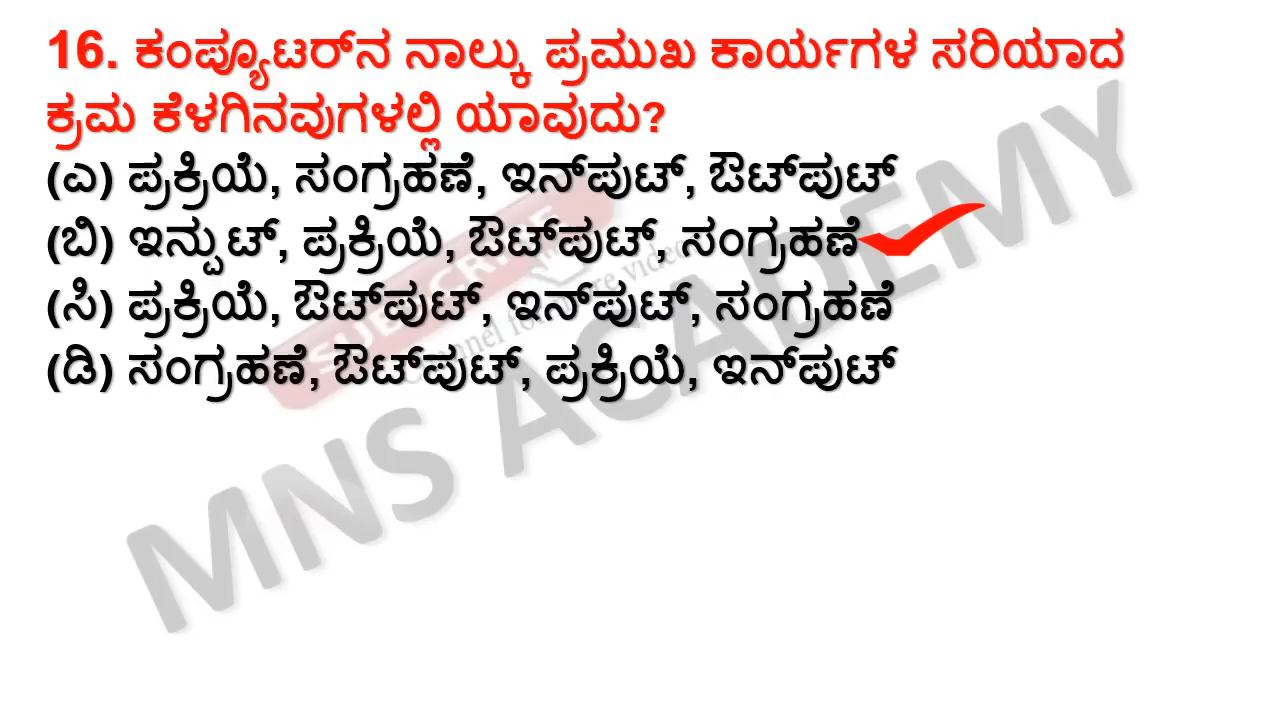 16. ಕಂಪ್ಯೂಟರ್‌ನ ನಾಲ್ಕು ಪ್ರಮುಖ ಕಾರ್ಯಗಳ ಸರಿಯಾದ
ಕ್ರಮ ಕೆಳಗಿನವುಗಳಲ್ಲಿ ಯಾವುದು?
(ಎ) ಪ್ರಕ್ರಿಯೆ, ಸಂಗ್ರಹಣೆ, ಇನ್‌ಪುಟ್, ಔಟ್‌ಪುಟ್
(ಬಿ) ಇನ್ಪುಟ್, ಪ್ರಕ್ರಿಯೆ, ಔಟ್‌ಪುಟ್, ಸಂಗ್ರಹಣೆ
(ಸಿ) ಪ್ರಕ್ರಿಯೆ, ಔಟ್‌ಪುಟ್, ಇನ್‌ಪುಟ್, ಸಂಗ್ರಹಣೆ
(ಡಿ) ಸಂಗ್ರಹಣೆ, ಔಟ್‌ಪುಟ್, ಪ್ರಕ್ರಿಯೆ, ಇನ್‌ಪುಟ್
SUBSCRIBE
MNS ACADEMY